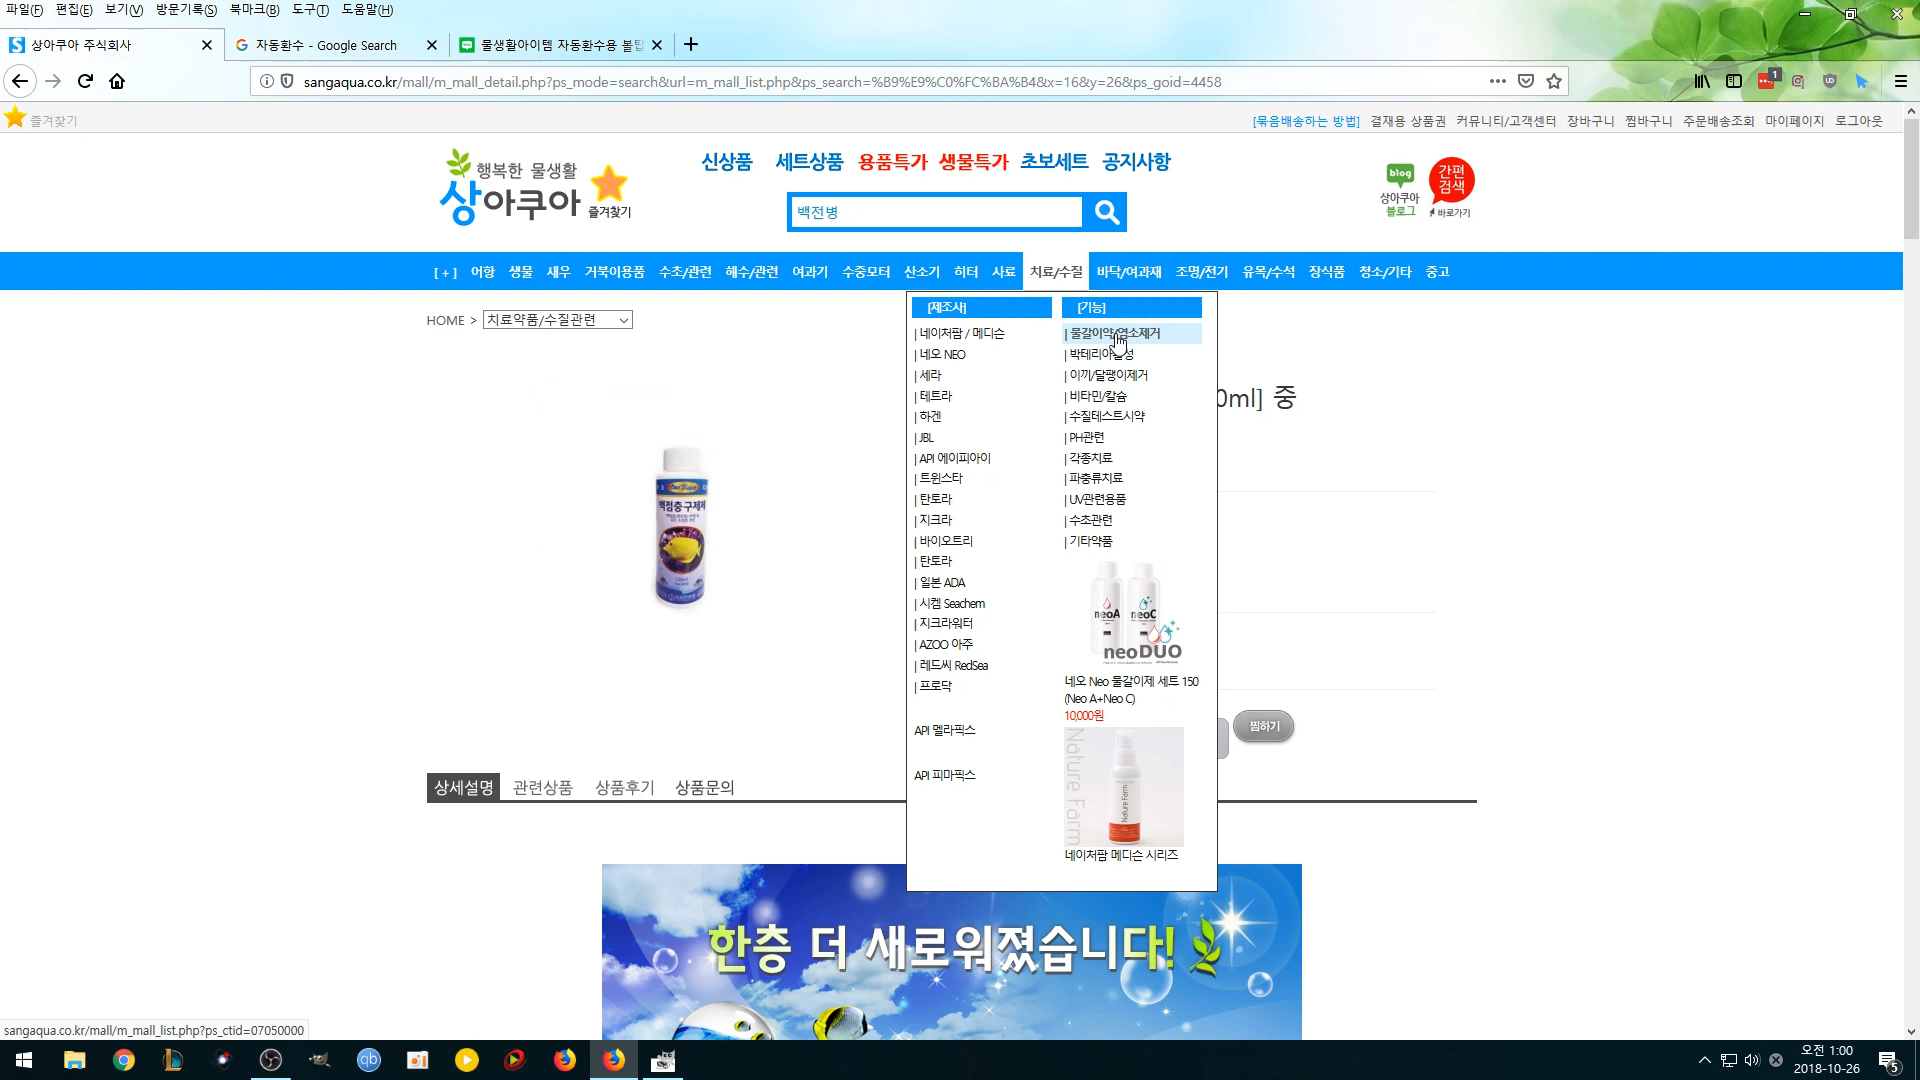 파일(F) 편집(E) 보기(V) 방문기록(S) 북마크(B) 도구(T) 도움말(H)
상아쿠아 주식회사
자동환수 - Google Search
물생활아이템 자동환수용 볼탑
sangaqua.co.kr/mall/m_mall_detail.php?ps_mode=search&url=m_mall_list.php&ps_search=%B9%E9%C0%FC%BA%B4&x=16&y=26&ps_goid=4458
1
즐겨찾기
[묶음배송하는 방법] 결재용 상품권 커뮤니티/고객센터 장바구니 찜바구니 주문배송조회 마이페이지 로그아웃
행복한 물생활
상아쿠아
즐겨찾기
신상품 세트상품 용품특가 생물특가 초보세트 공지사항
백전병
blog
상아쿠아
블로그
간편
검색
바로가기
[+] 어항 생물 새우 거북이용품 수초/관련 해수/관련 여과기 수중모터 산소기 히터 사료 치료/수질 바닥/여과재 조명/전기 유목/수석 장식품 청소/기타 중고
HOME > 치료약품/수질관련
[제조사]
| 네이처팜 / 메디슨
| 네오 NEO
| 세라
| 테트라
| 하겐
| JBL
| API 에이피아이
| 트윈스타
| 탄토라
| 지크라
| 바이오트리
| 탄토라
| 일본 ADA
| 시켐 Seachem
| 지크라워터
| AZOO 아주
| 레드씨 RedSea
| 프로닥
API 멜라픽스
API 피마픽스
[기능]
| 물갈이약/염소제거
| 박테리아활성
| 이끼/달팽이제거
| 비타민/칼슘
| 수질테스트시약
| PH관련
| 각종치료
| 파충류치료
| UV관련용품
| 수초관련
| 기타약품
neoA neoC
neoDUO
네오 Neo 물갈이제 세트 150
(Neo A+Neo C)
10,000원
Nature Farm
Nature Farm
네이처팜 메디슨 시리즈
0ml] 중
백점충구제제
찜하기
상세설명 관련상품 상품후기 상품문의
한층 더 새로워졌습니다!
sangaqua.co.kr/mall/m_mall_list.php?ps_ctid=07050000
오전 1:00
2018-10-26
5